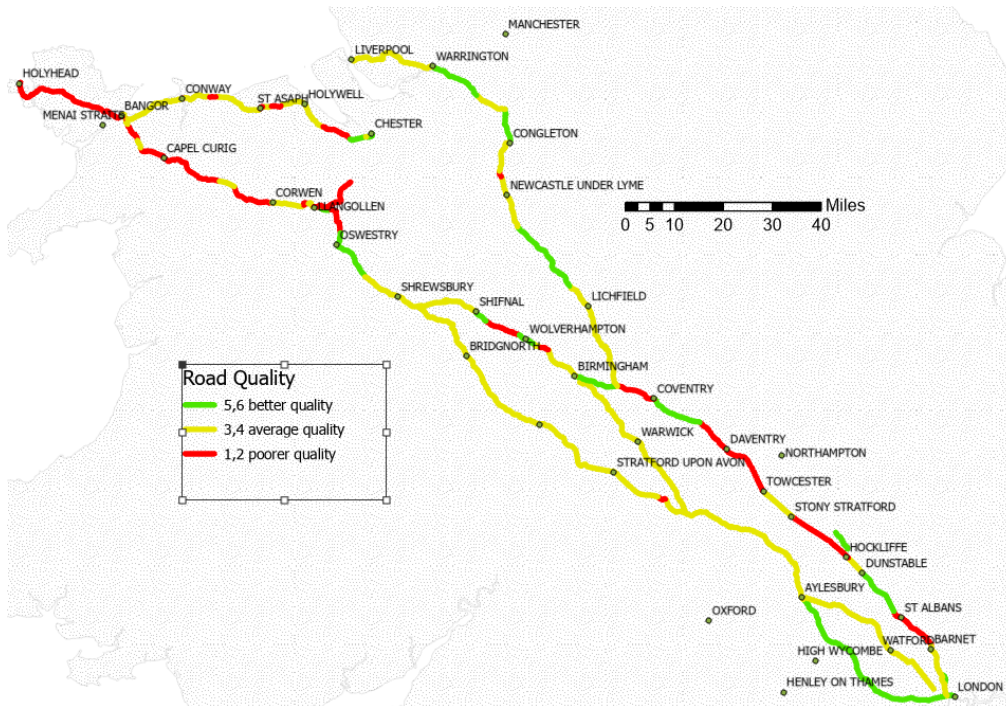 MANCHESTER
LIVERPOOL
WARRINGTON
HOLYHEAD
CONWAY
ST ASAPH
HOLYWELL
BANGOR
MENAI STRAITS
CHESTER
CONGLETON
CAPEL CURIG
NEWCASTLE UNDER LYME
CORWEN
LLANGOLLEN
Miles
0 5 10 20 30 40
OSWESTRY
SHREWSBURY
SHIFNAL
LICHFIELD
WOLVERHAMPTON
BRIDGNORTH
BIRMINGHAM
Road Quality
5,6 better quality
3,4 average quality
1,2 poorer quality
COVENTRY
WARWICK
DAVENTRY
NORTHAMPTON
STRATFORD UPON AVON
TOWCESTER
STONY STRATFORD
HOCKLIFFE
DUNSTABLE
AYLESBURY
OXFORD
ST ALBANS
WATFORD
BARNET
HIGH WYCOMBE
HENLEY ON THAMES
LONDON